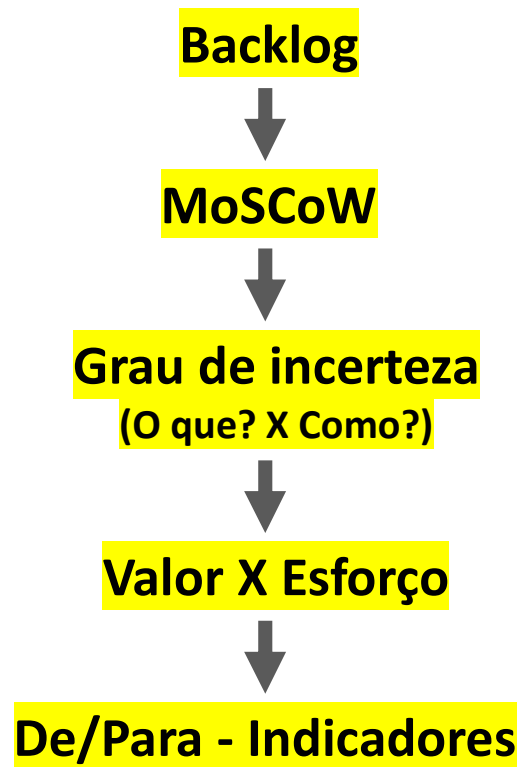 Backlog
MoSCoW
Grau de incerteza
(O que? X Como?)
Valor X Esforço
De/Para - Indicadores